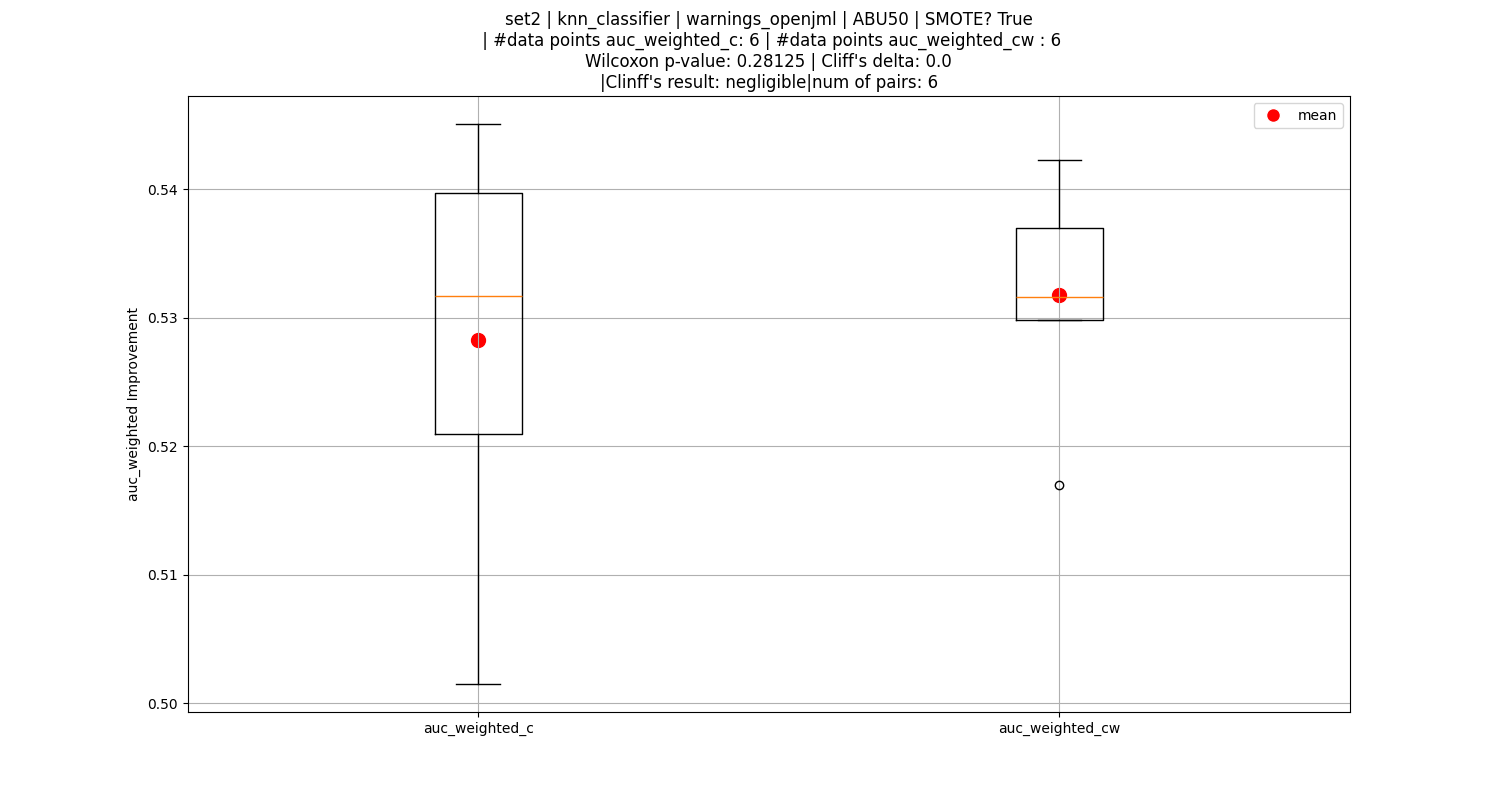 set2 | knn_classifier | warnings_openjml | ABU50 | SMOTE? True
| #data points auc_weighted_c: 6 | #data points auc_weighted_cw : 6
Wilcoxon p-value: 0.28125 | Cliff's delta: 0.0
|Clinff's result: negligible|num of pairs: 6
mean
0.54
0.53
0.52
0.51
0.50
auc_weighted Improvement
auc_weighted_c
auc_weighted_cw